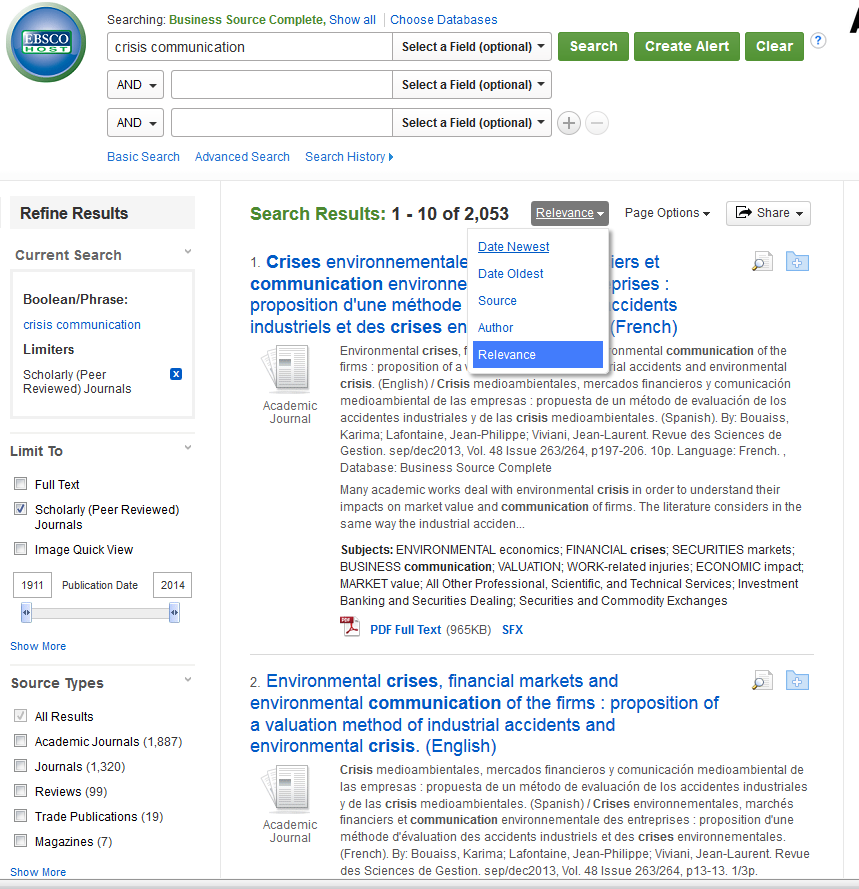 Searching: Business Source Complete, Show all | Choose Databases
EBSCO
HOST
crisis communication
Select a Field (optional)
Search
Create Alert
Clear
?
AND
Select a Field (optional)
AND
Select a Field (optional)
Basic Search Advanced Search Search History
Refine Results
Current Search
Boolean/Phrase:
crisis communication
Limiters
Scholarly (Peer
Reviewed) Journals
x
Limit To
Full Text
Scholarly (Peer Reviewed)
Journals
Image Quick View
1911 Publication Date 2014
Show More
Source Types
All Results
Academic Journals (1,887)
Journals (1,320)
Reviews (99)
Trade Publications (19)
Magazines (7)
Show More
Search Results: 1 - 10 of 2,053
Relevance
Page Options
Share
Date Newest
Date Oldest
Source
Author
Relevance
1. Crises environnementale iers et
communication environne prises :
proposition d'une méthode ccidents
industriels et des crises en (French)
Academic
Journal
Environmental crises, f onmental communication of the
firms : proposition of a v rial accidents and environmental
crisis. (English) / Crisis medioambientales, mercados financieros y comunicación
medioambiental de las empresas : propuesta de un método de evaluación de los
accidentes industriales y de las crisis medioambientales. (Spanish). By: Bouaiss,
Karima; Lafontaine, Jean-Philippe; Viviani, Jean-Laurent. Revue des Sciences de
Gestion. sep/dec2013, Vol. 48 Issue 263/264, p197-206. 10p. Language: French. ,
Database: Business Source Complete
Many academic works deal with environmental crisis in order to understand their
impacts on market value and communication of firms. The literature considers in the
same way the industrial acciden...
Subjects: ENVIRONMENTAL economics; FINANCIAL crises; SECURITIES markets;
BUSINESS communication; VALUATION; WORK-related injuries; ECONOMIC impact;
MARKET value; All Other Professional, Scientific, and Technical Services; Investment
Banking and Securities Dealing; Securities and Commodity Exchanges
PDF Full Text (965KB) SFX
2. Environmental crises, financial markets and
environmental communication of the firms : proposition of
a valuation method of industrial accidents and
environmental crisis. (English)
Academic
Journal
Crisis medioambientales, mercados financieros y comunicación medioambiental de
las empresas : propuesta de un método de evaluación de los accidentes industriales
y de las crisis medioambientales. (Spanish) / Crises environnementales, marchés
financiers et communication environnementale des entreprises : proposition d'une
méthode d'évaluation des accidents industriels et des crises environnementales.
(French). By: Bouaiss, Karima; Lafontaine, Jean-Philippe; Viviani, Jean-Laurent. Revue
des Sciences de Gestion. sep/dec2013, Vol. 48 Issue 263/264, p13-13. 1/3p.